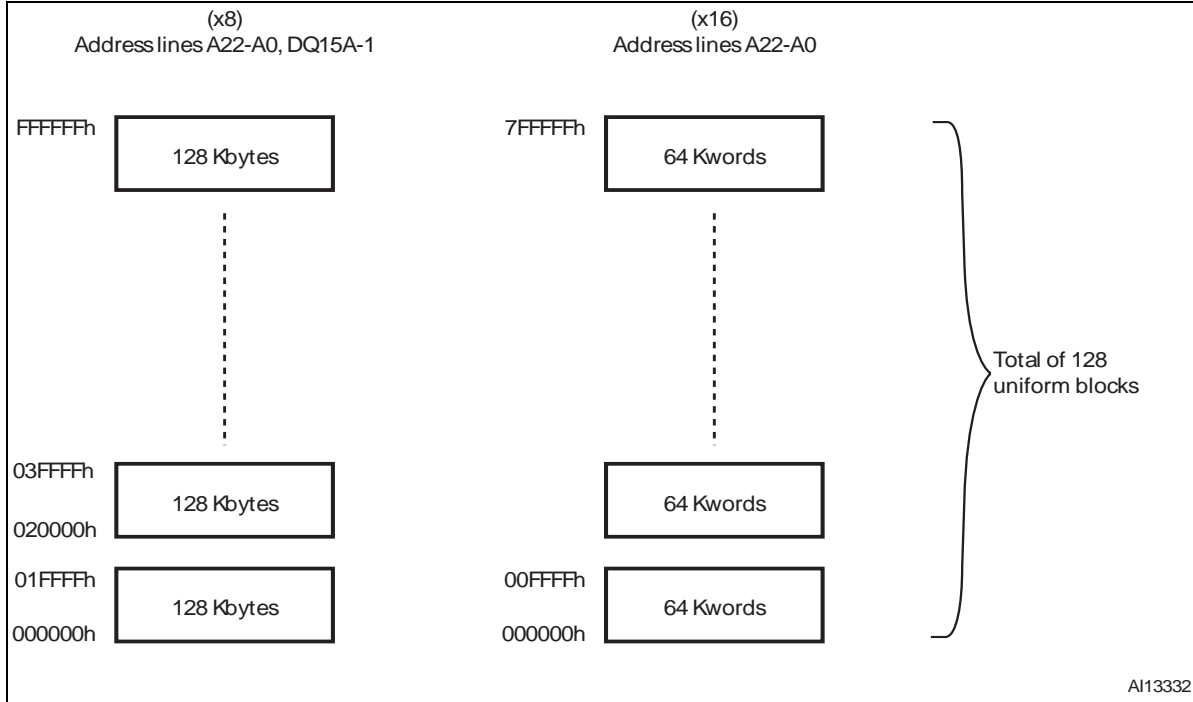 (x8)
Address lines A22-A0, DQ15A-1
(x16)
Address lines A22-A0
FFFFFFh
128 Kbytes
7FFFFFh
64 Kwords
Total of 128
uniform blocks
03FFFFh
128 Kbytes
020000h
64 Kwords
01FFFFh
128 Kbytes
000000h
00FFFFh
64 Kwords
000000h
AI13332